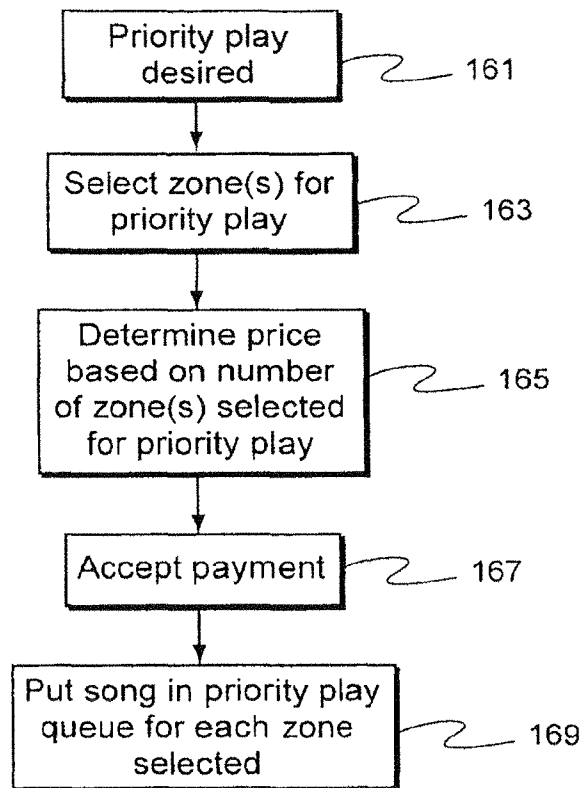 Priority play
desired
161
Select zone(s) for
priority play
163
Determine price
based on number
of zone(s) selected
for priority play
165
Accept payment
167
Put song in priority play
queue for each zone
selected
169